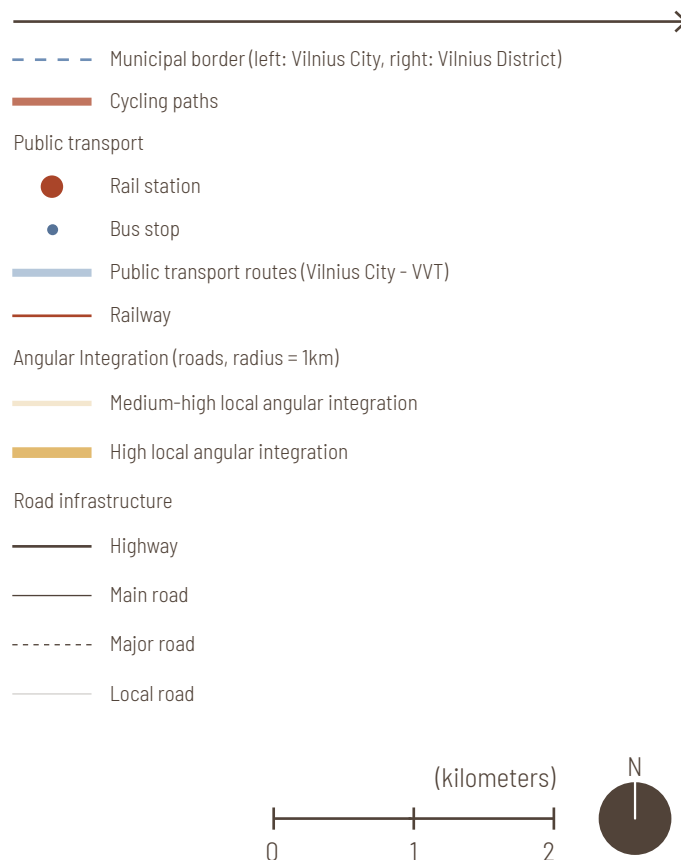 Municipal border (left: Vilnius City, right: Vilnius District)
Cycling paths
Public transport
Rail station
Bus stop
Public transport routes (Vilnius City - VVT)
Railway
Angular Integration (roads, radius = 1km)
Medium-high local angular integration
High local angular integration
Road infrastructure
Highway
Main road
Major road
Local road
(kilometers)
N
0 1 2